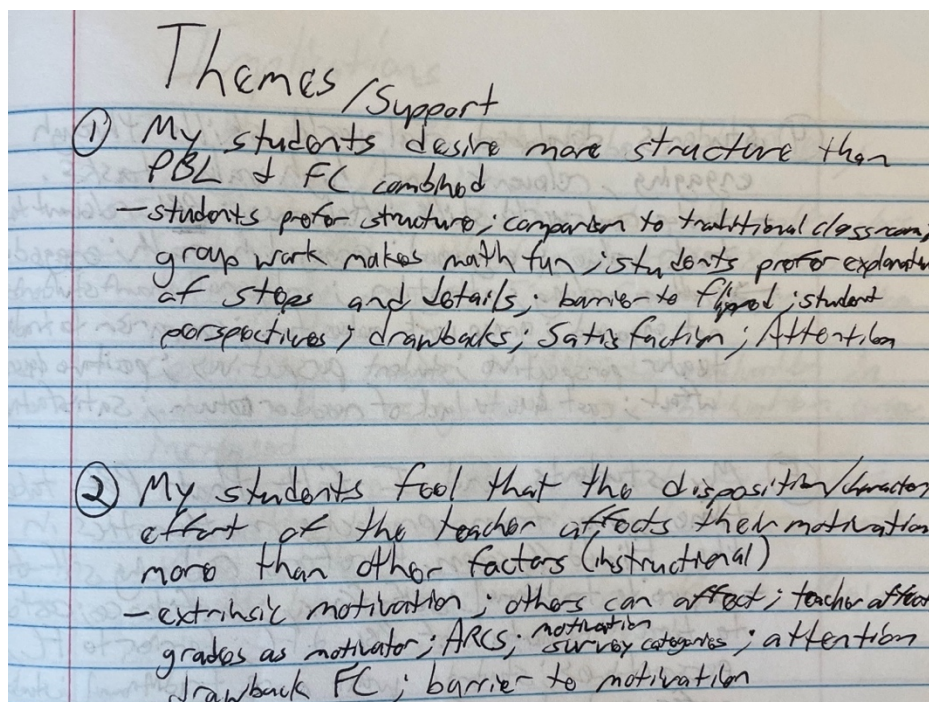 Themes/Support
① My students desire more structure than
PBL & FC combined
- students prefer structure; comparison to traditional classroom;
group work makes math fun; students prefer
of steps and details; barrier to flipped; student
perspectives; drawbacks; Satisfaction; Attention
② My students feel that the disposition/character
effort of the teacher affects their motivation
more than other factors (instructional)
- extrinsic motivation; others can affect; teacher affect
grades as motivator; ARCS; motivation survey categories; attention
drawback FC; barrier to motivation